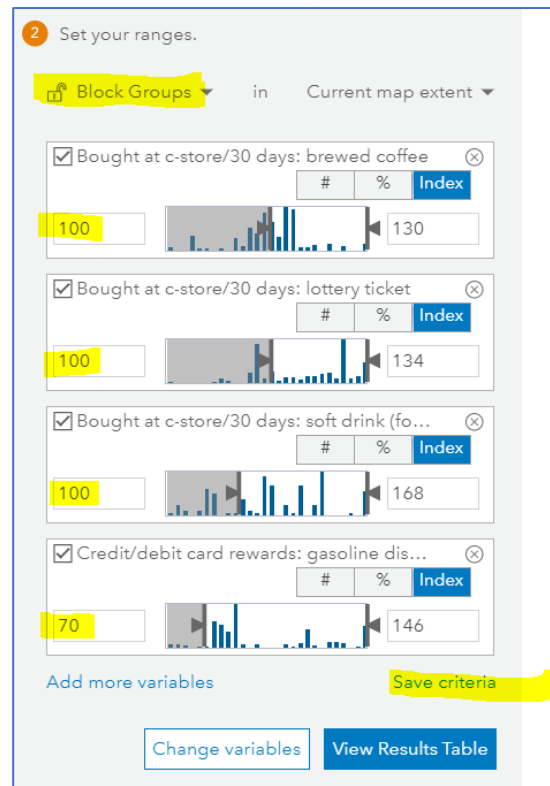 2 Set your ranges.
Block Groups in Current map extent
Bought at c-store/30 days: brewed coffee
# % Index
100 130
Bought at c-store/30 days: lottery ticket
# % Index
100 134
Bought at c-store/30 days: soft drink (fo...
# % Index
100 168
Credit/debit card rewards: gasoline dis...
# % Index
70 146
Add more variables Save criteria
Change variables View Results Table